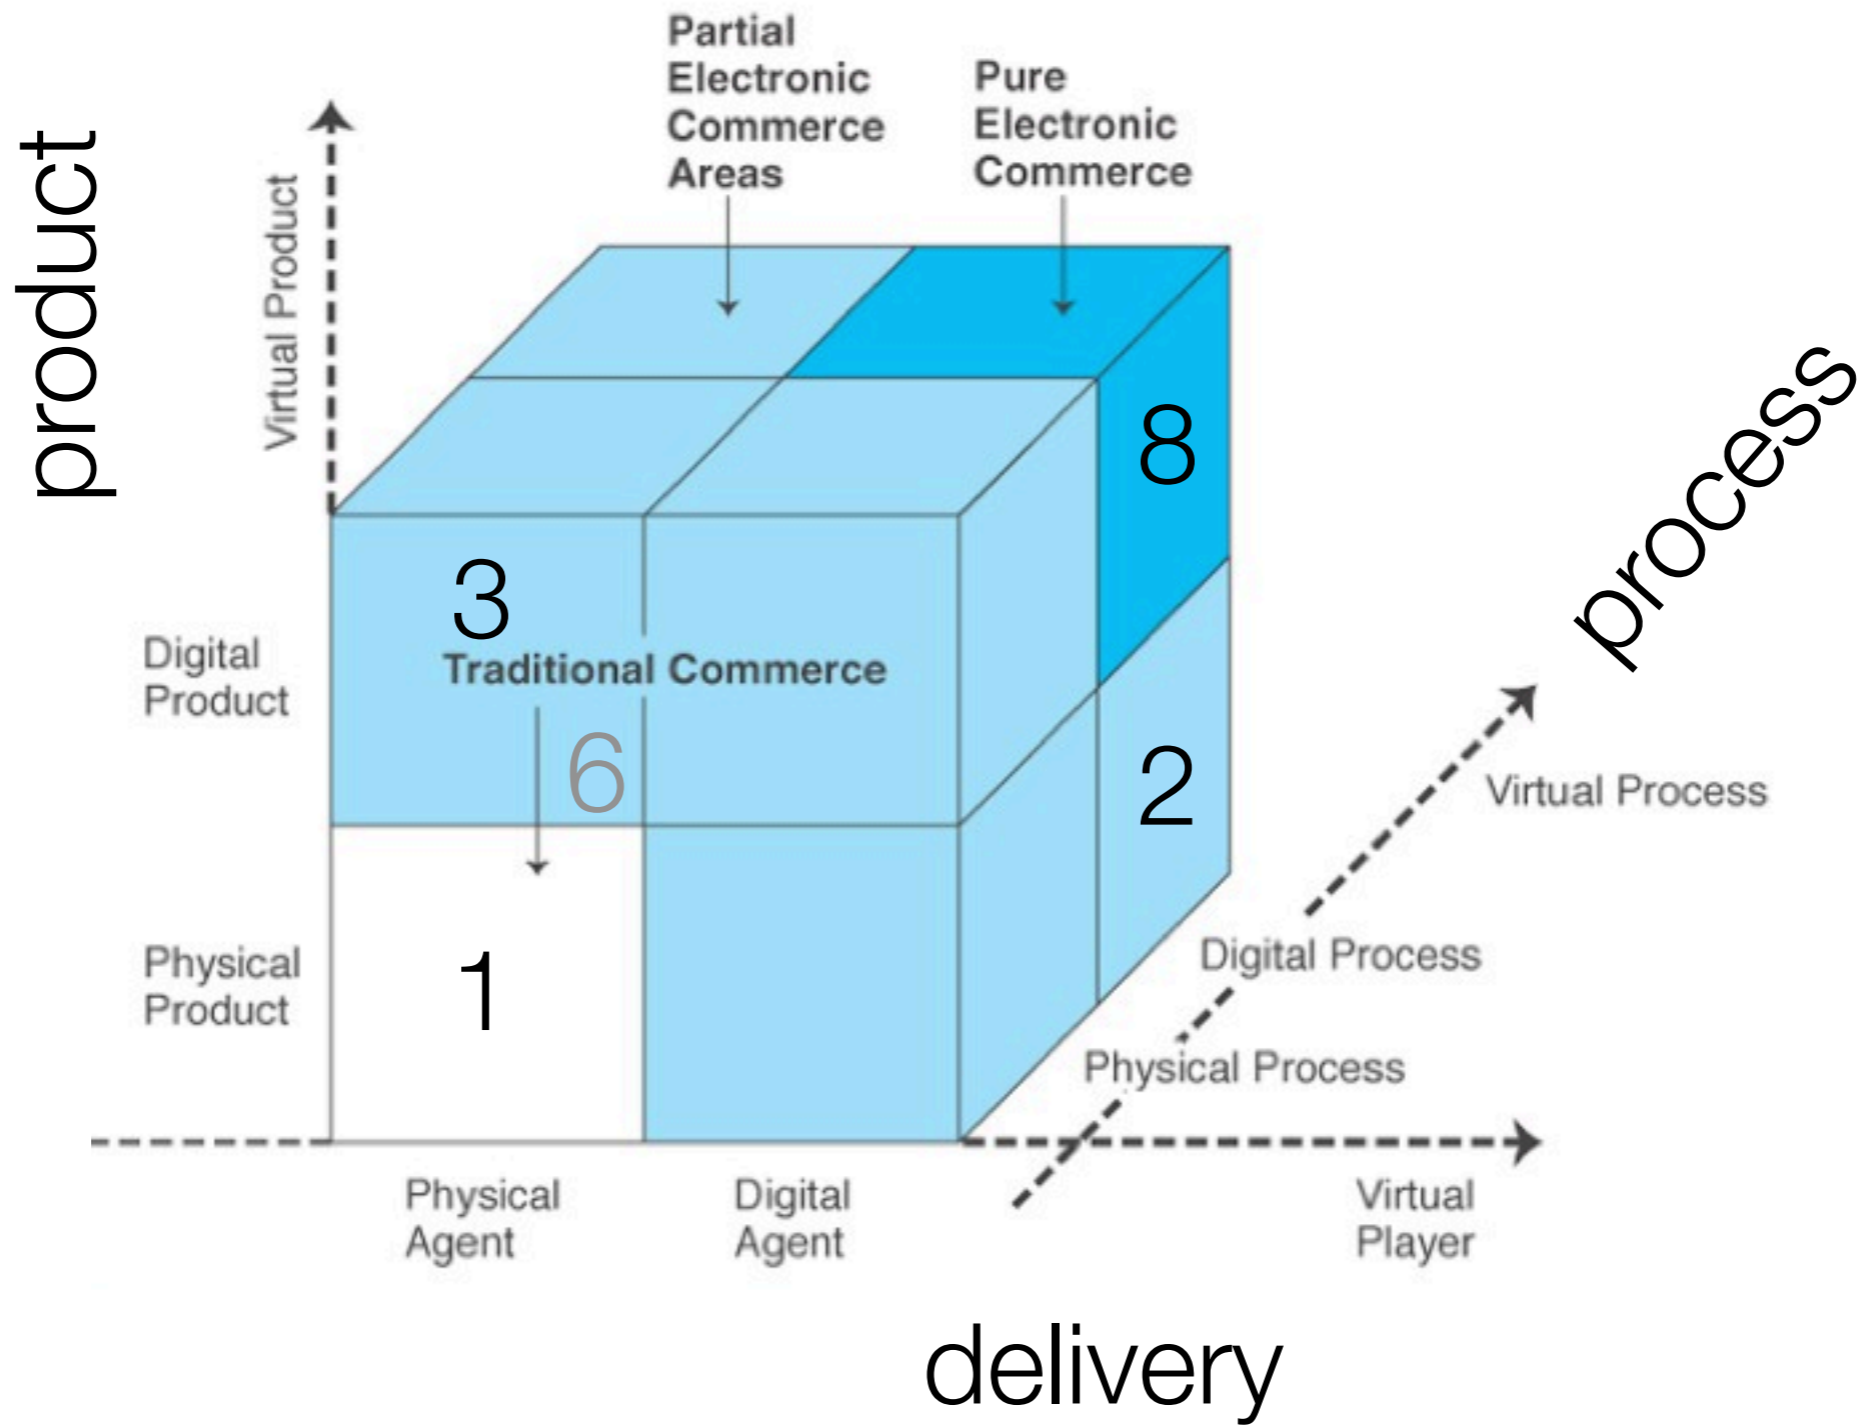 Partial
Electronic
Commerce
Areas
Pure
Electronic
Commerce
product
Virtual Product
8
process
3
Digital
Product
Traditional Commerce
6
2
Virtual Process
Physical
Product
1
Digital Process
Physical Process
Physical
Agent
Digital
Agent
Virtual
Player
delivery